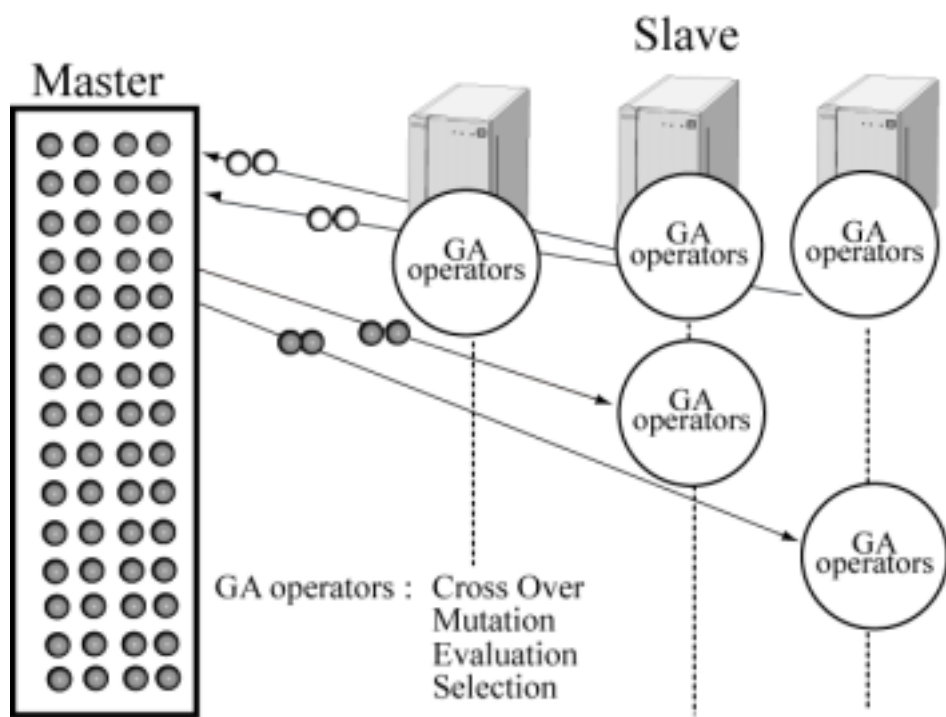 Slave
Master
GA
operators
GA
operators
GA
operators
GA
operators
GA
operators
GA operators : Cross Over
Mutation
Evaluation
Selection